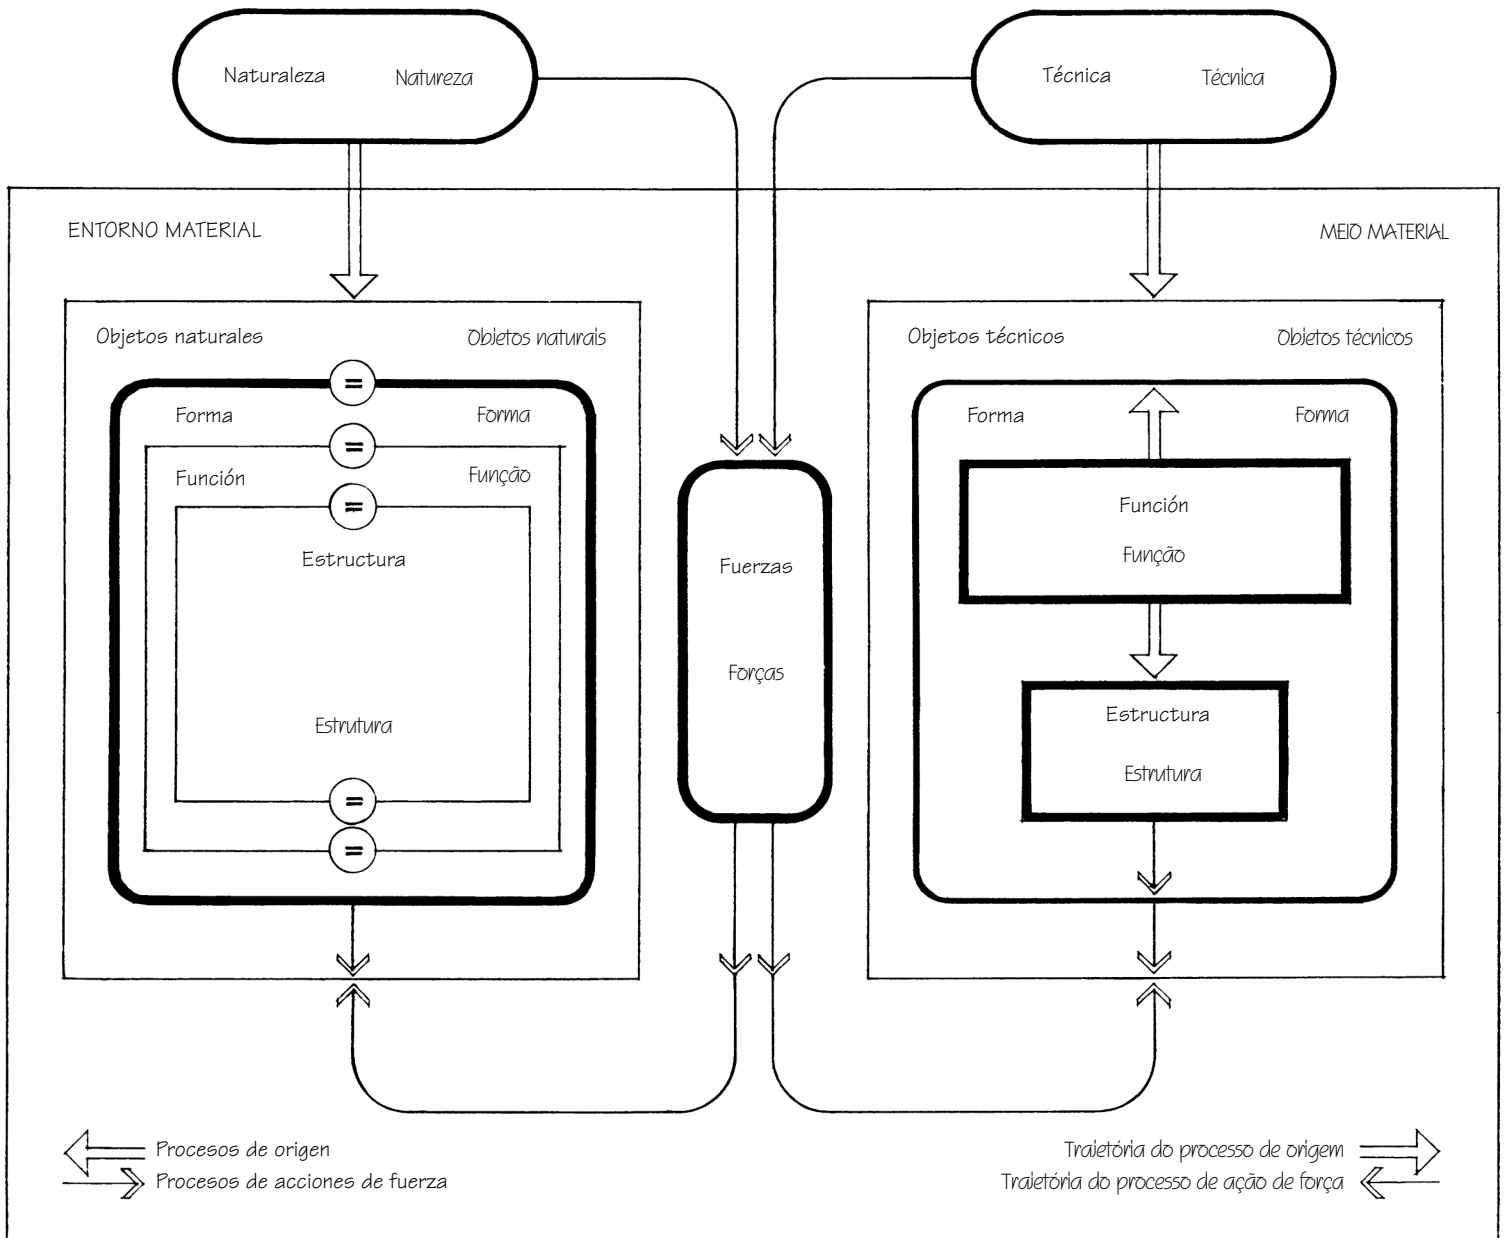 Naturaleza Natureza
Técnica Técnica
ENTORNO MATERIAL
MEIO MATERIAL
Objetos naturales Objetos naturais
=
Forma Forma
=
Función Função
=
Estructura
Estrutura
=
=
Fuerzas
Forças
Objetos técnicos Objetos técnicos
Forma Forma
Función
Função
Estructura
Estrutura
Procesos de origen
Procesos de acciones de fuerza
Trajetória do processo de origem
Trajetória do processo de ação de força